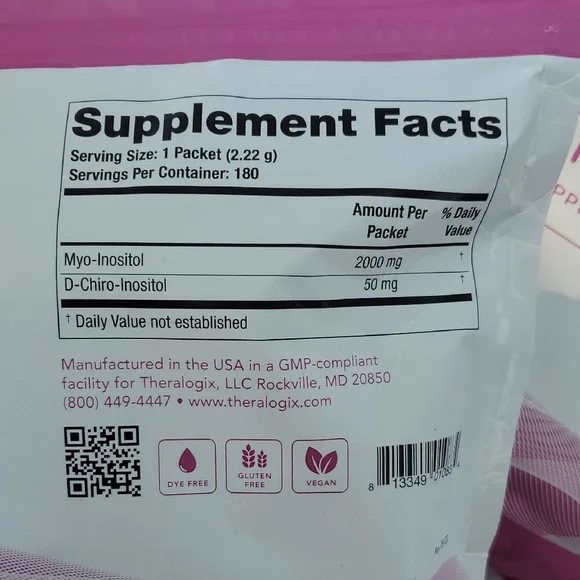 Supplement Facts
Serving Size: 1 Packet (2.22 g)
Servings Per Container: 180
Amount Per Packet
% Daily Value
Myo-Inositol 2000 mg †
D-Chiro-Inositol 50 mg †
† Daily Value not established
Manufactured in the USA in a GMP-compliant
facility for Theralogix, LLC Rockville, MD 20850
(800) 449-4447 • www.theralogix.com
DYE FREE
GLUTEN
FREE
VEGAN
8 13349